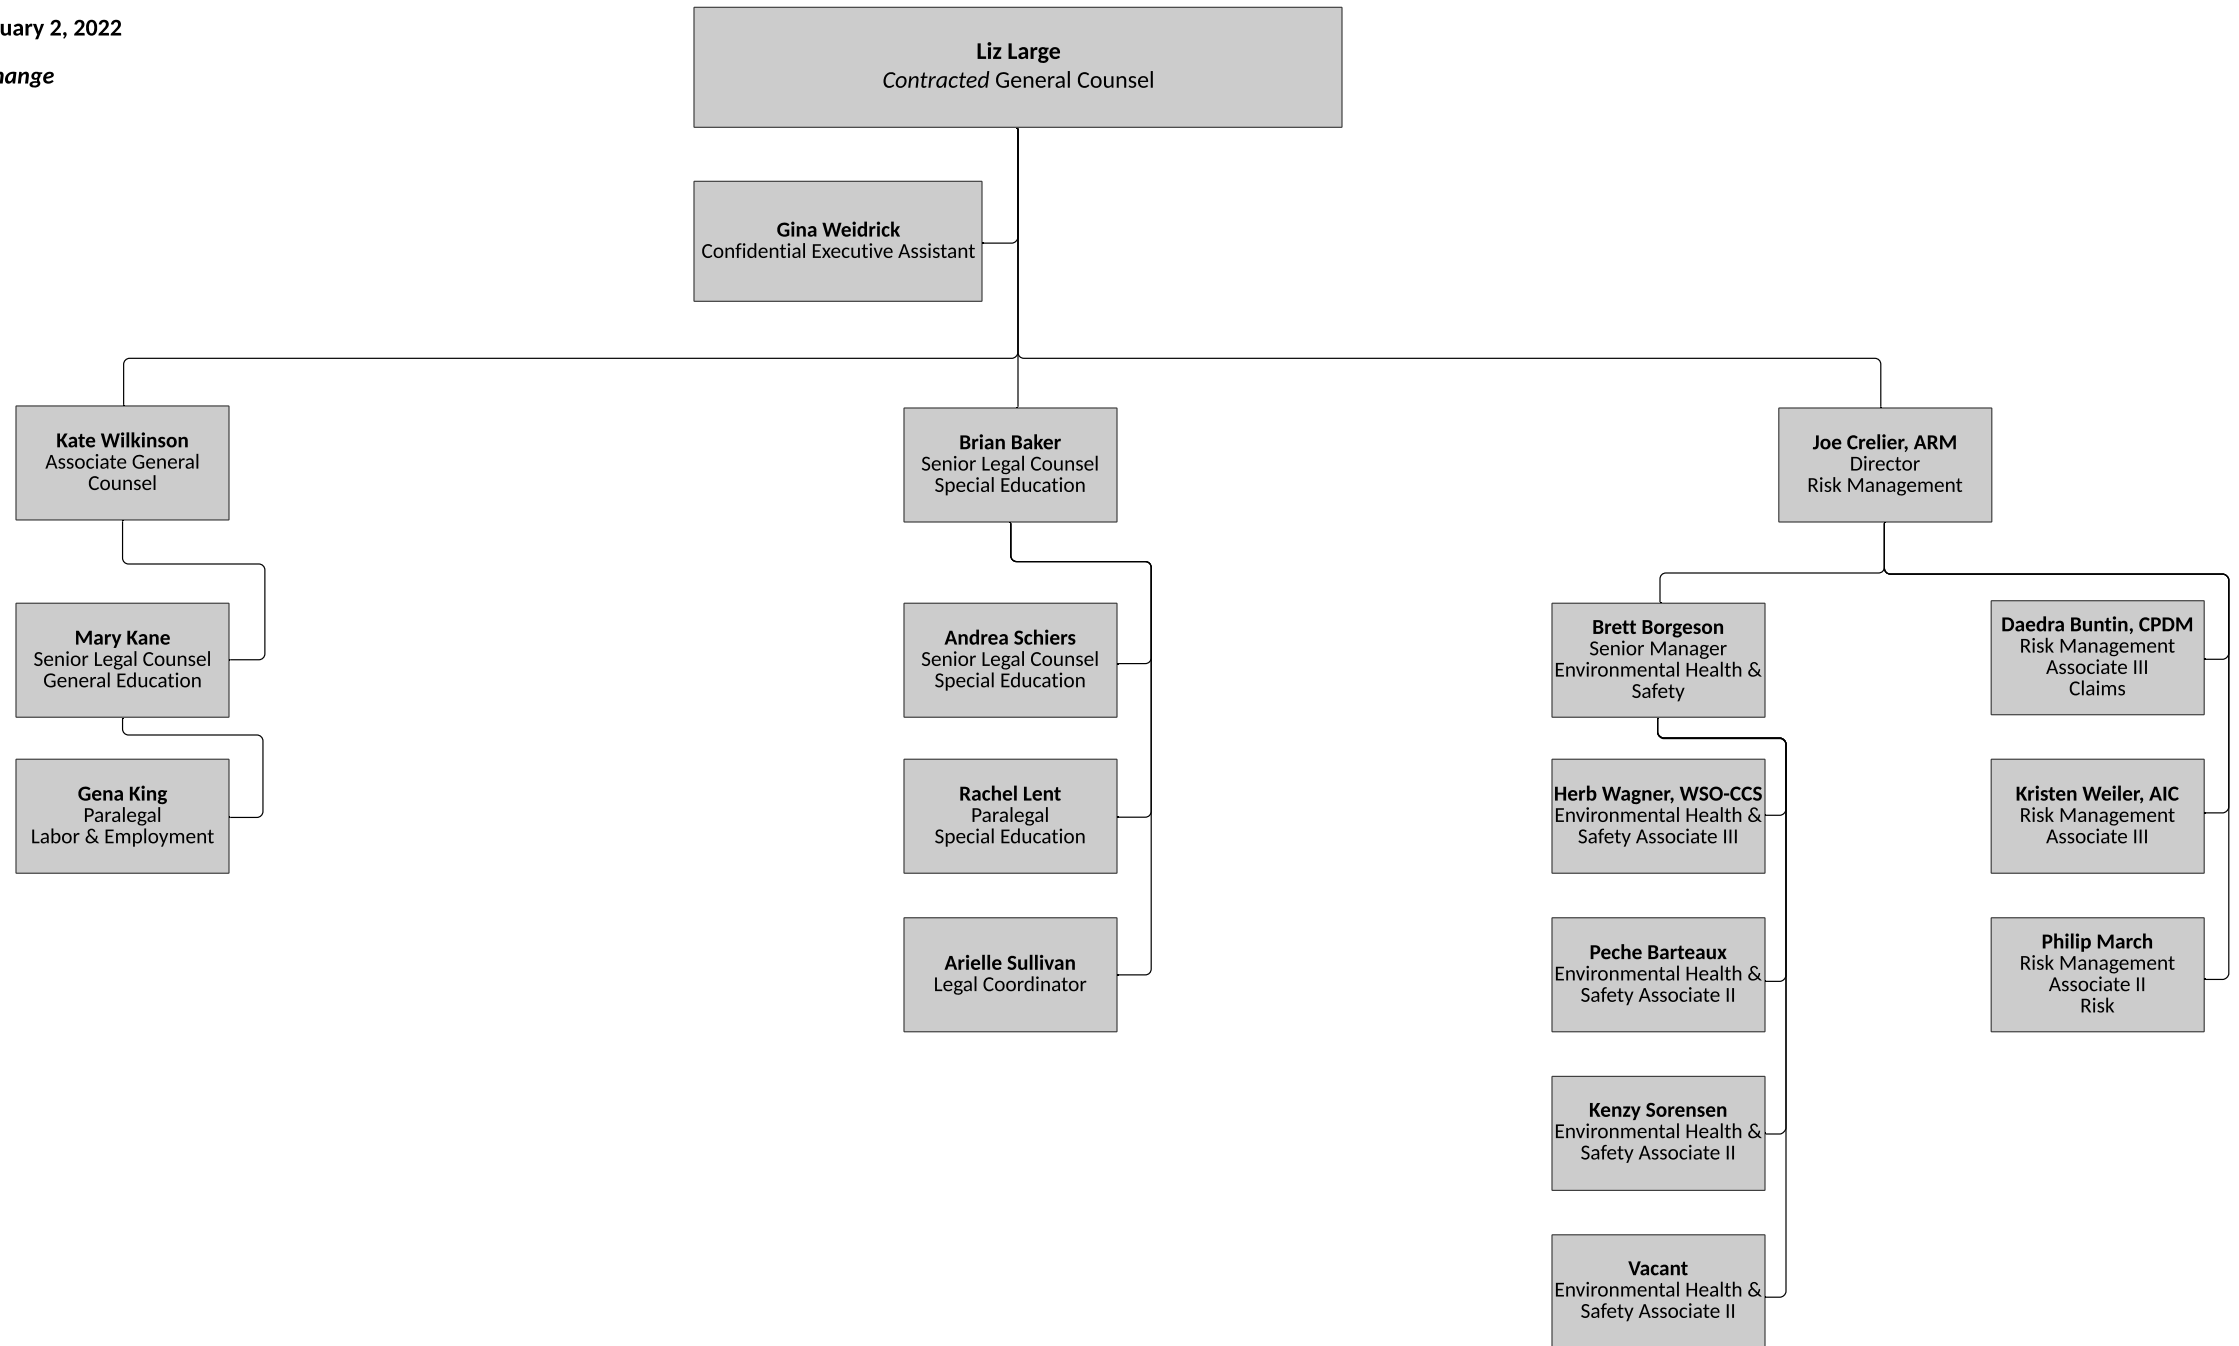 2, 2022
Liz Large
Contracted General Counsel
Gina Weidrick
Confidential Executive Assistant
Kate Wilkinson
Associate General
Counsel
Brian Baker
Senior Legal Counsel
Special Education
Joe Crelier, ARM
Director
Risk Management
Mary Kane
Senior Legal Counsel
General Education
Gena King
Paralegal
Labor & Employment
Andrea Schiers
Senior Legal Counsel
Special Education
Rachel Lent
Paralegal
Special Education
Arielle Sullivan
Legal Coordinator
Brett Borgeson
Senior Manager
Environmental Health &
Safety
Herb Wagner, WSO-CCS
Environmental Health &
Safety Associate III
Peche Barteaux
Environmental Health &
Safety Associate II
Kenzy Sorensen
Environmental Health &
Safety Associate II
Vacant
Environmental Health &
Safety Associate II
Daedra Buntin, CPDM
Risk Management
Associate III
Claims
Kristen Weiler, AIC
Risk Management
Associate III
Philip March
Risk Management
Associate II
Risk